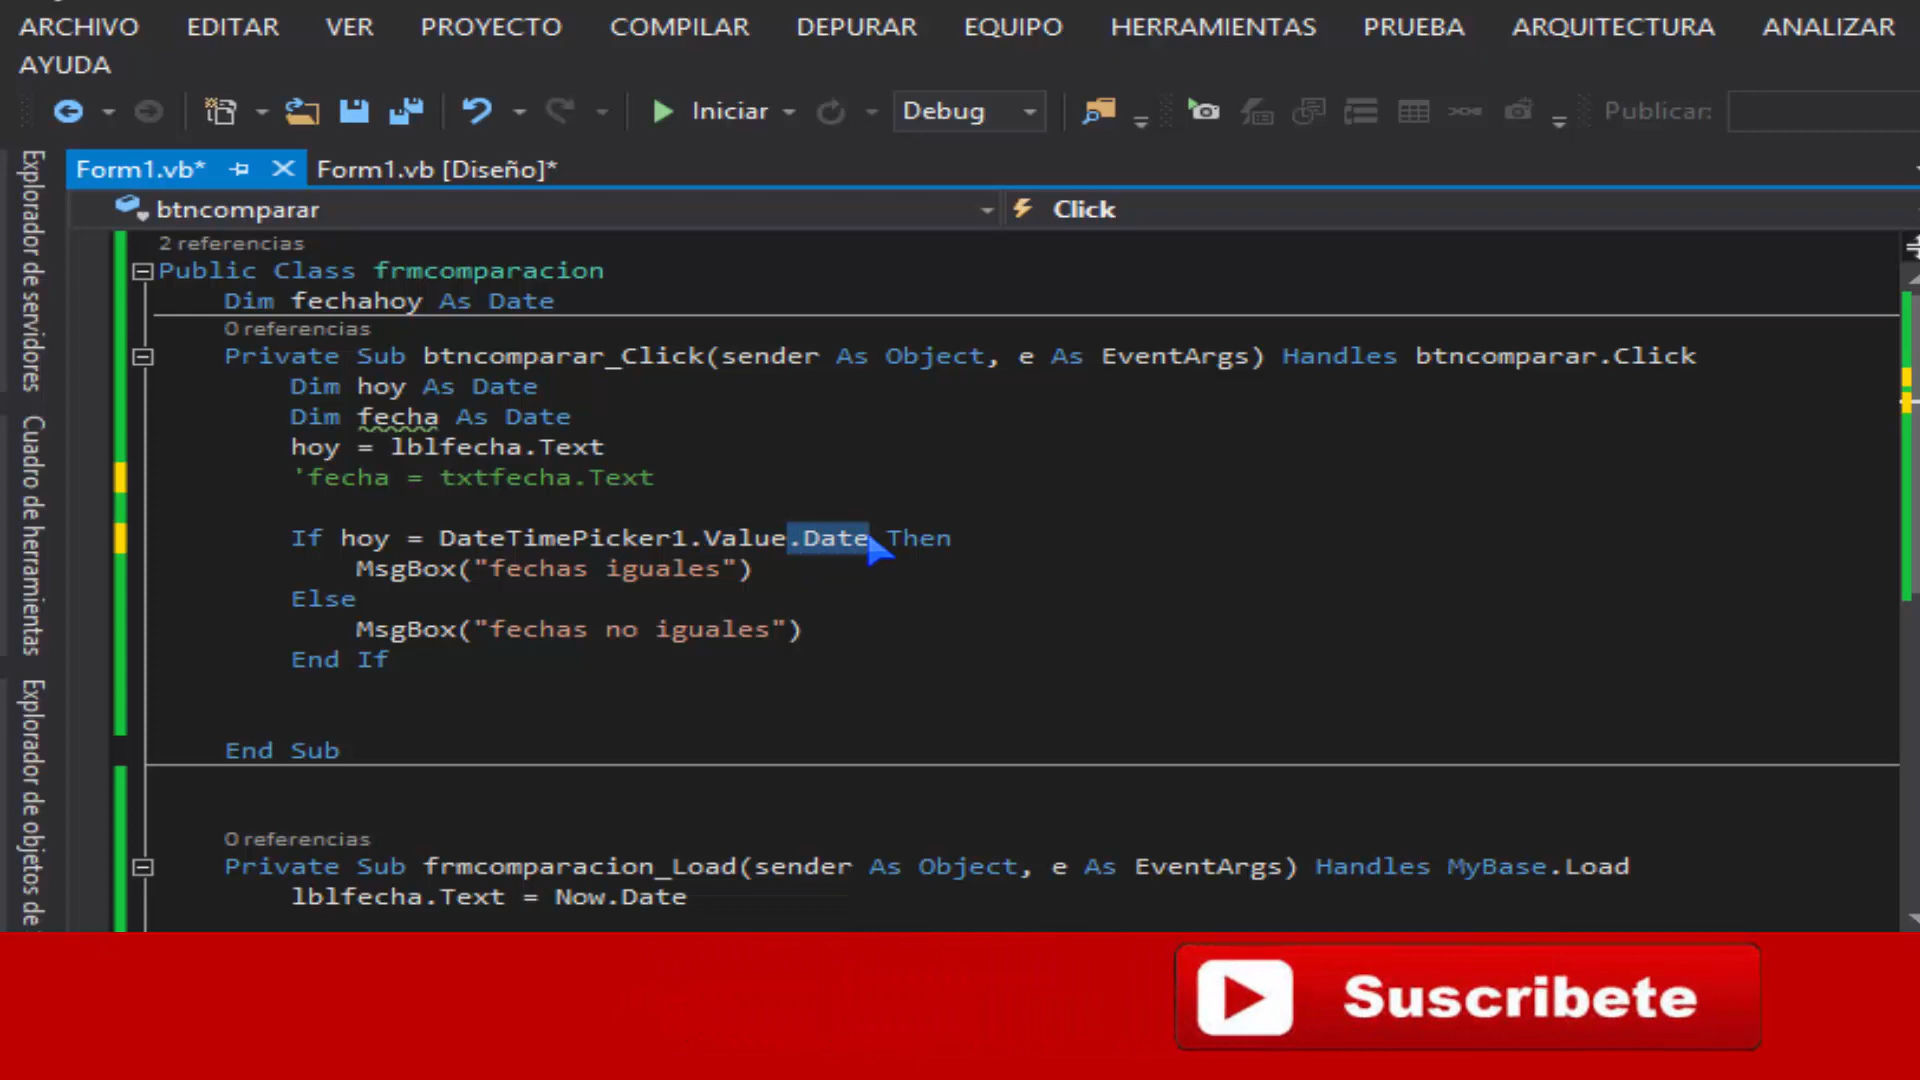 ARCHIVO EDITAR VER PROYECTO COMPILAR DEPURAR EQUIPO HERRAMIENTAS PRUEBA ARQUITECTURA ANALIZAR
AYUDA
Iniciar Debug Publicar:
Form1.vb* Form1.vb [Diseño]*
btncomparar Click
Explorador de servidores
Cuadro de herramientas
Explorador de objetos de
2 referencias
Public Class frmcomparacion
Dim fechahoy As Date
0 referencias
Private Sub btncomparar_Click(sender As Object, e As EventArgs) Handles btncomparar.Click
Dim hoy As Date
Dim fecha As Date
hoy = lblfecha.Text
'fecha = txtfecha.Text
If hoy = DateTimePicker1.Value.Date Then
MsgBox("fechas iguales")
Else
MsgBox("fechas no iguales")
End If
End Sub
0 referencias
Private Sub frmcomparacion_Load(sender As Object, e As EventArgs) Handles MyBase.Load
lblfecha.Text = Now.Date
Suscribete